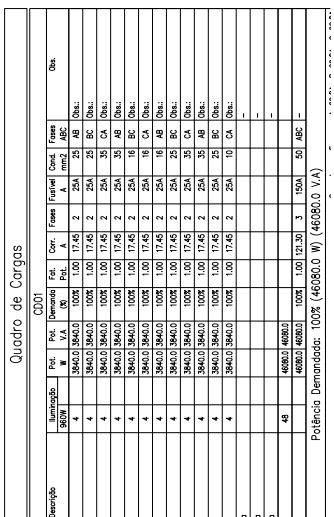 Quadro de Cargas
CD01
Descrição Iluminação Pot. Pot. Demanda Fat. Corr. Fases Fusível Cond. Fases Obs.
960W W V.A (%) Pot. A A mm2 ABC
4 3840.0 3840.0 100% 1.00 17.45 2 25A 25 AB Obs.:
4 3840.0 3840.0 100% 1.00 17.45 2 25A 25 BC Obs.:
4 3840.0 3840.0 100% 1.00 17.45 2 25A 35 CA Obs.:
4 3840.0 3840.0 100% 1.00 17.45 2 25A 35 AB Obs.:
4 3840.0 3840.0 100% 1.00 17.45 2 25A 16 BC Obs.:
4 3840.0 3840.0 100% 1.00 17.45 2 25A 16 CA Obs.:
4 3840.0 3840.0 100% 1.00 17.45 2 25A 16 AB Obs.:
4 3840.0 3840.0 100% 1.00 17.45 2 25A 25 BC Obs.:
4 3840.0 3840.0 100% 1.00 17.45 2 25A 35 CA Obs.:
4 3840.0 3840.0 100% 1.00 17.45 2 25A 35 AB Obs.:
4 3840.0 3840.0 100% 1.00 17.45 2 25A 25 BC Obs.:
4 3840.0 3840.0 100% 1.00 17.45 2 25A 10 CA Obs.:
-
-
-
48 46080.0 46080.0
46080.0 46080.0 100% 1.00 121.30 3 150A 50 ABC -
Potência Demandada: 100% (46080.0 W) (46080.0 V.A)